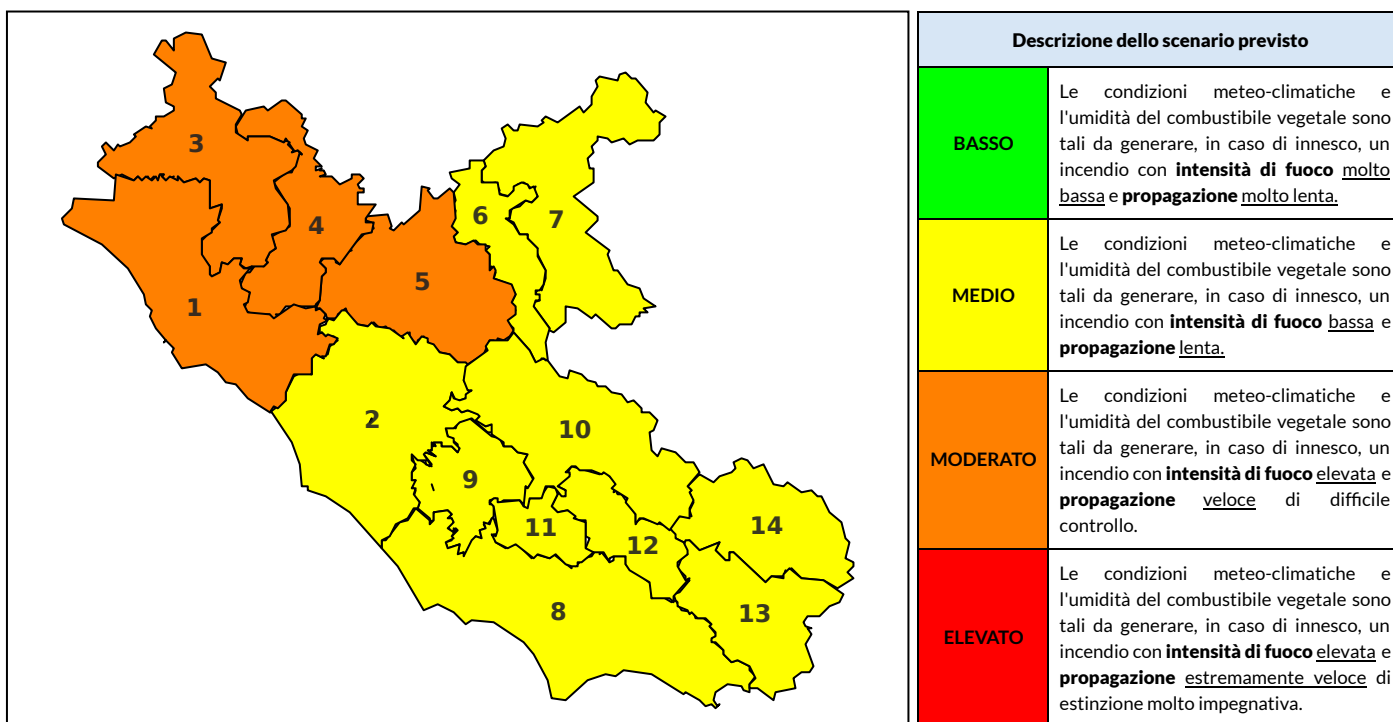 3
4
6
7
5
1
2
10
9
11
12
14
8
13
Descrizione dello scenario previsto
BASSO
Le condizioni meteo-climatiche e
l'umidità del combustibile vegetale sono
tali da generare, in caso di innesco, un
incendio con intensità di fuoco molto
bassa e propagazione molto lenta.
MEDIO
Le condizioni meteo-climatiche e
l'umidità del combustibile vegetale sono
tali da generare, in caso di innesco, un
incendio con intensità di fuoco bassa e
propagazione lenta.
MODERATO
Le condizioni meteo-climatiche e
l'umidità del combustibile vegetale sono
tali da generare, in caso di innesco, un
incendio con intensità di fuoco elevata e
propagazione veloce di difficile
controllo.
ELEVATO
Le condizioni meteo-climatiche e
l'umidità del combustibile vegetale sono
tali da generare, in caso di innesco, un
incendio con intensità di fuoco elevata e
propagazione estremamente veloce di
estinzione molto impegnativa.